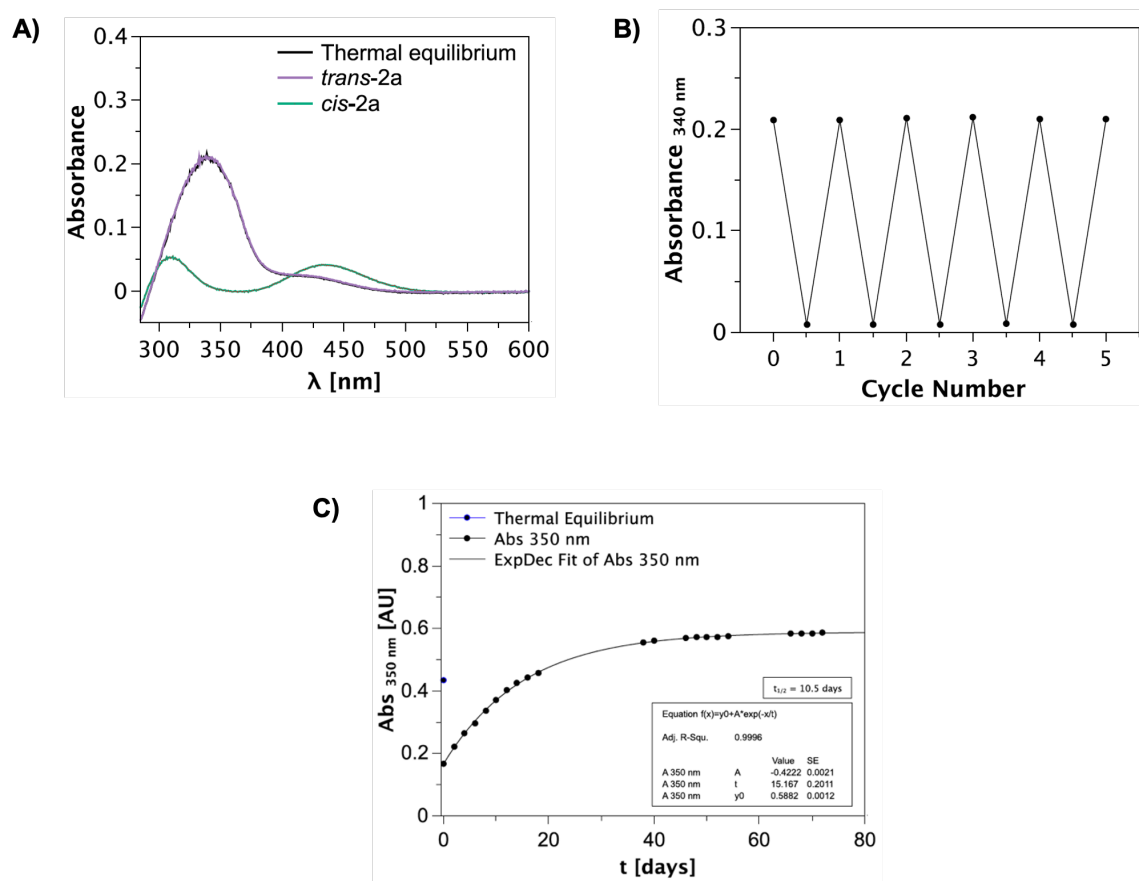 A)
0.4
0.3
0.2
0.1
0
Absorbance
Thermal equilibrium
trans-2a
cis-2a
300 350 400 450 500 550 600
λ [nm]
B)
0.3
0.2
0.1
0
Absorbance 340 nm
0 1 2 3 4 5
Cycle Number
C)
1
0.8
0.6
0.4
0.2
0
Abs 350 nm [AU]
Thermal Equilibrium
Abs 350 nm
ExpDec Fit of Abs 350 nm
t1/2 = 10.5 days
Equation f(x)=y0+A*exp(-x/t)
Adj. R-Squ. 0.9996
Value SE
A 350 nm A -0.4222 0.0021
A 350 nm t 15.167 0.2011
A 350 nm y0 0.5882 0.0012
0 20 40 60 80
t [days]